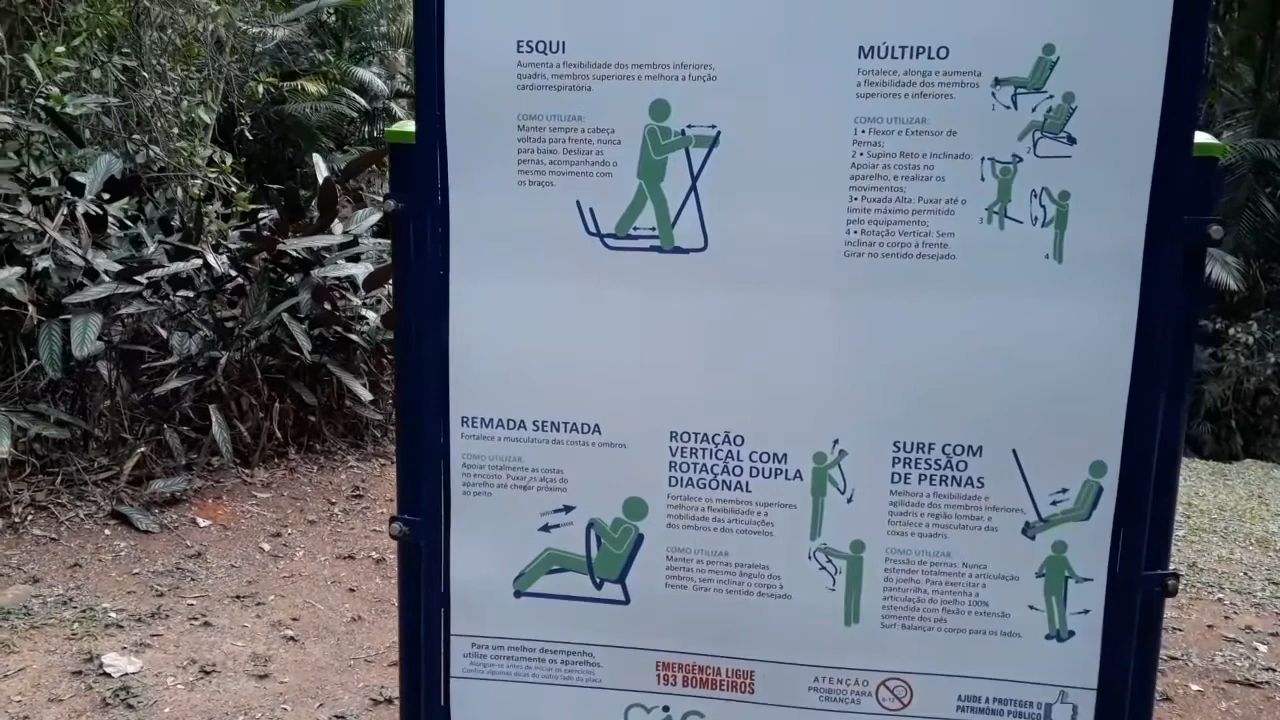 ESQUI
Aumenta a flexibilidade dos membros inferiores,
quadris, membros superiores e melhora a função
cardiorrespiratória.
COMO UTILIZAR:
Manter sempre a cabeça
voltada para frente, nunca
para baixo. Deslizar as
pernas, acompanhando o
mesmo movimento com
os braços.
MÚLTIPLO
Fortalece, alonga e aumenta
a flexibilidade dos membros
superiores e inferiores.
COMO UTILIZAR:
1 • Flexor e Extensor de
Pernas;
2 • Supino Reto e Inclinado:
Apoiar as costas no
aparelho, e realizar os
movimentos;
3• Puxada Alta: Puxar até o
limite máximo permitido
pelo equipamento;
4 • Rotação Vertical: Sem
inclinar o corpo à frente.
Girar no sentido desejado.
1
2
3
4
REMADA SENTADA
Fortalece a musculatura das costas e ombros.
COMO UTILIZAR:
Apoiar totalmente as costas
no encosto. Puxar as alças do
aparelho até chegar próximo
ao peito.
ROTAÇÃO
VERTICAL COM
ROTAÇÃO DUPLA
DIAGONAL
Fortalece os membros superiores
melhora a flexibilidade e a
mobilidade das articulações
dos ombros e dos cotovelos.
COMO UTILIZAR:
Manter as pernas paralelas
abertas no mesmo ângulo dos
ombros, sem inclinar o corpo à
frente. Girar no sentido desejado.
SURF COM
PRESSÃO
DE PERNAS
Melhora a flexibilidade e
agilidade dos membros inferiores,
quadris e região lombar, e
fortalece a musculatura das
coxas e quadris.
COMO UTILIZAR:
Pressão de pernas: Nunca
estender totalmente a articulação
do joelho. Para exercitar a
panturrilha, mantenha a
articulação do joelho 100%
estendida com flexão e extensão
somente dos pés
Surf: Balançar o corpo para os lados.
Para um melhor desempenho,
utilize corretamente os aparelhos.
Alongue-se antes de iniciar os exercícios.
Confira algumas dicas do outro lado da placa
EMERGÊNCIA LIGUE
193 BOMBEIROS
ATENÇÃO
PROIBIDO PARA
CRIANÇAS
AJUDE A PROTEGER O
PATRIMÔNIO PÚBLICO